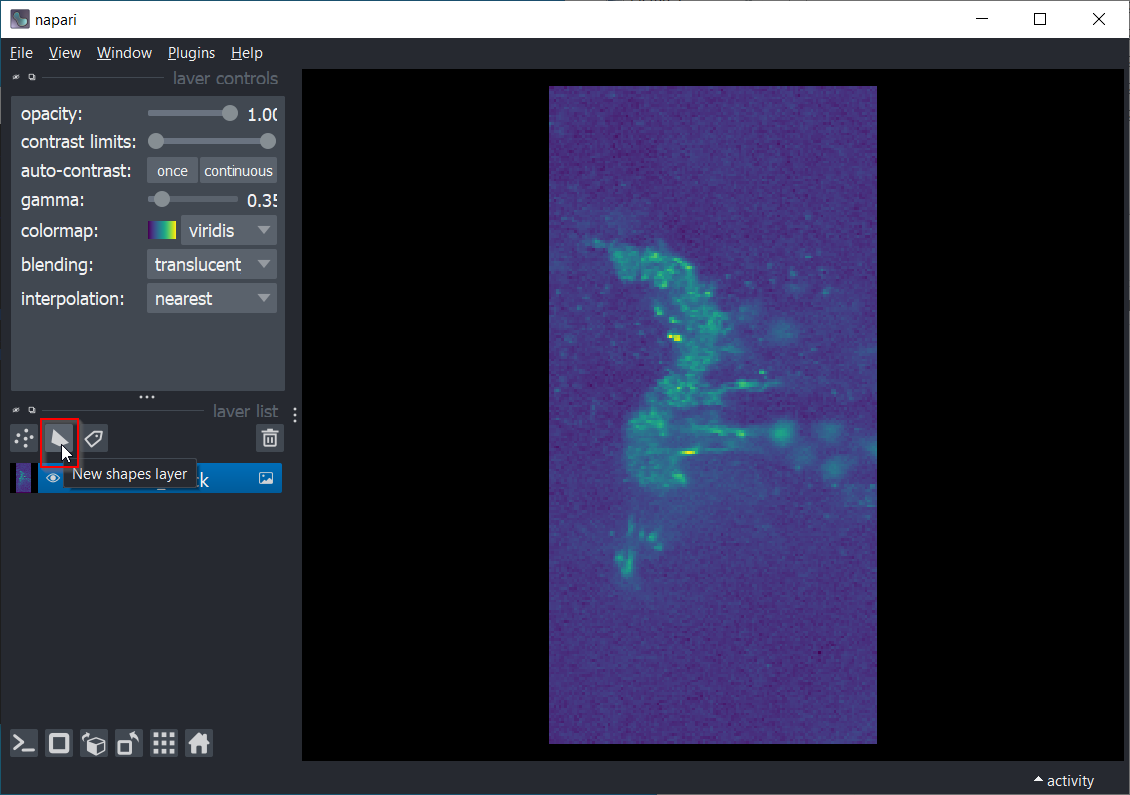 napari
File View Window Plugins Help
layer controls
opacity: 1.00
contrast limits:
auto-contrast: once continuous
gamma: 0.35
colormap: viridis
blending: translucent
interpolation: nearest
layer list
New shapes layer
activity